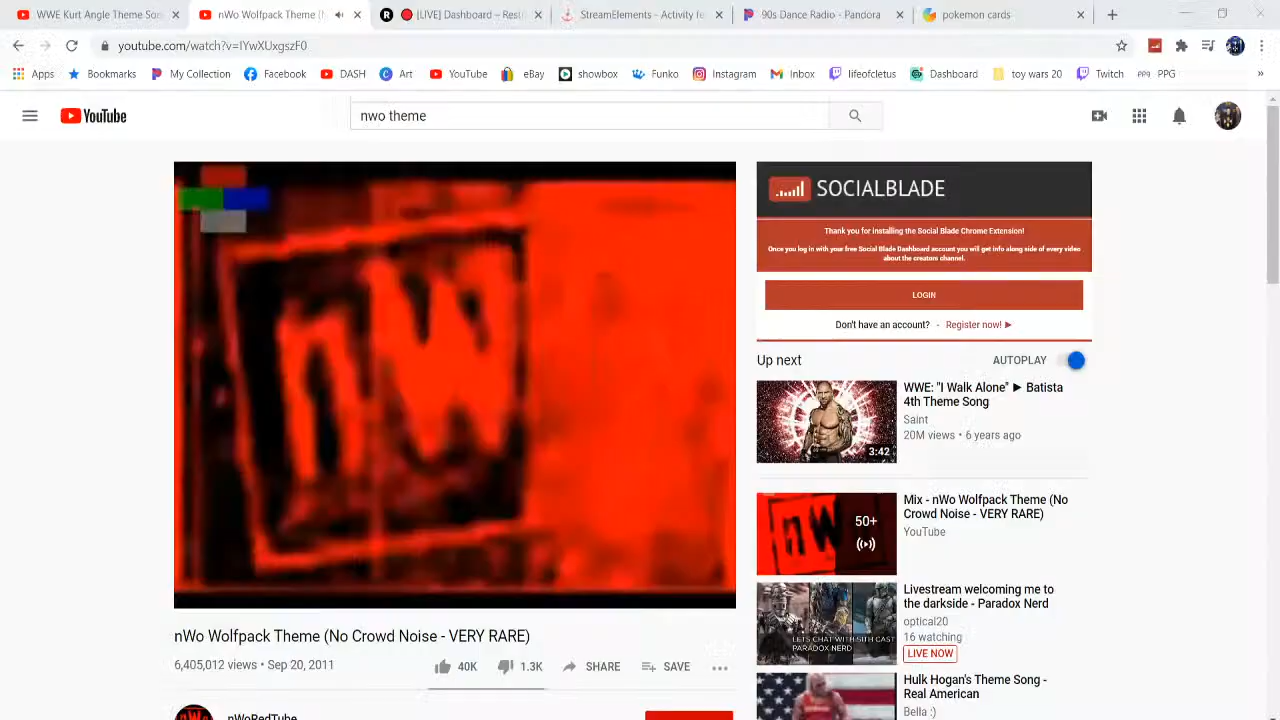 WWE Kurt Angle Theme Son
nWo Wolfpack Theme (N
[LIVE] Dashboard – Resti
StreamElements - Activity fe
90s Dance Radio - Pandora
pokemon cards
youtube.com/watch?v=IYwXUxgszF0
Apps
Bookmarks
My Collection
Facebook
DASH
Art
YouTube
eBay
showbox
Funko
Instagram
Inbox
lifeofcletus
Dashboard
toy wars 20
Twitch
PPG
»
YouTube
nwo theme
nW
SOCIALBLADE
Thank you for installing the Social Blade Chrome Extension!
Once you log in with your free Social Blade Dashboard account you will get info along side of every video
about the creators channel.
LOGIN
Don't have an account? - Register now! ►
Up next
AUTOPLAY
WWE: "I Walk Alone" ► Batista
4th Theme Song
Saint
20M views • 6 years ago
3:42
Mix - nWo Wolfpack Theme (No
Crowd Noise - VERY RARE)
YouTube
50+
nW
Livestream welcoming me to
the darkside - Paradox Nerd
optical20
16 watching
LIVE NOW
LETS CHAT WITH SITH CAST
PARADOX NERD
Hulk Hogan's Theme Song -
Real American
Bella :)
nWo Wolfpack Theme (No Crowd Noise - VERY RARE)
6,405,012 views • Sep 20, 2011
40K
1.3K
SHARE
SAVE
nWoRedTube